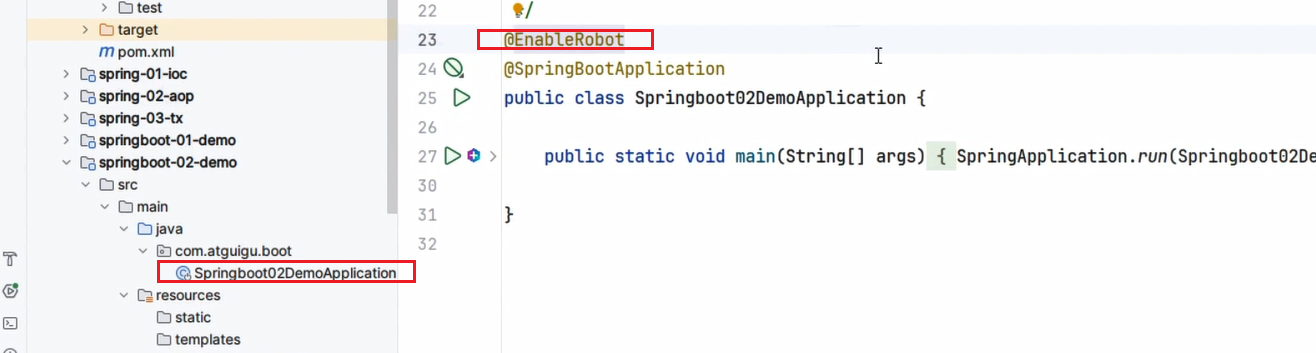 test
target
pom.xml
spring-01-ioc
spring-02-aop
spring-03-tx
springboot-01-demo
springboot-02-demo
src
main
java
com.atguigu.boot
Springboot02DemoApplication
resources
static
templates
22 */
23 @EnableRobot
24 @SpringBootApplication
25 public class Springboot02DemoApplication {
26
27 public static void main(String[] args) { SpringApplication.run(Springboot02De
30
31 }
32